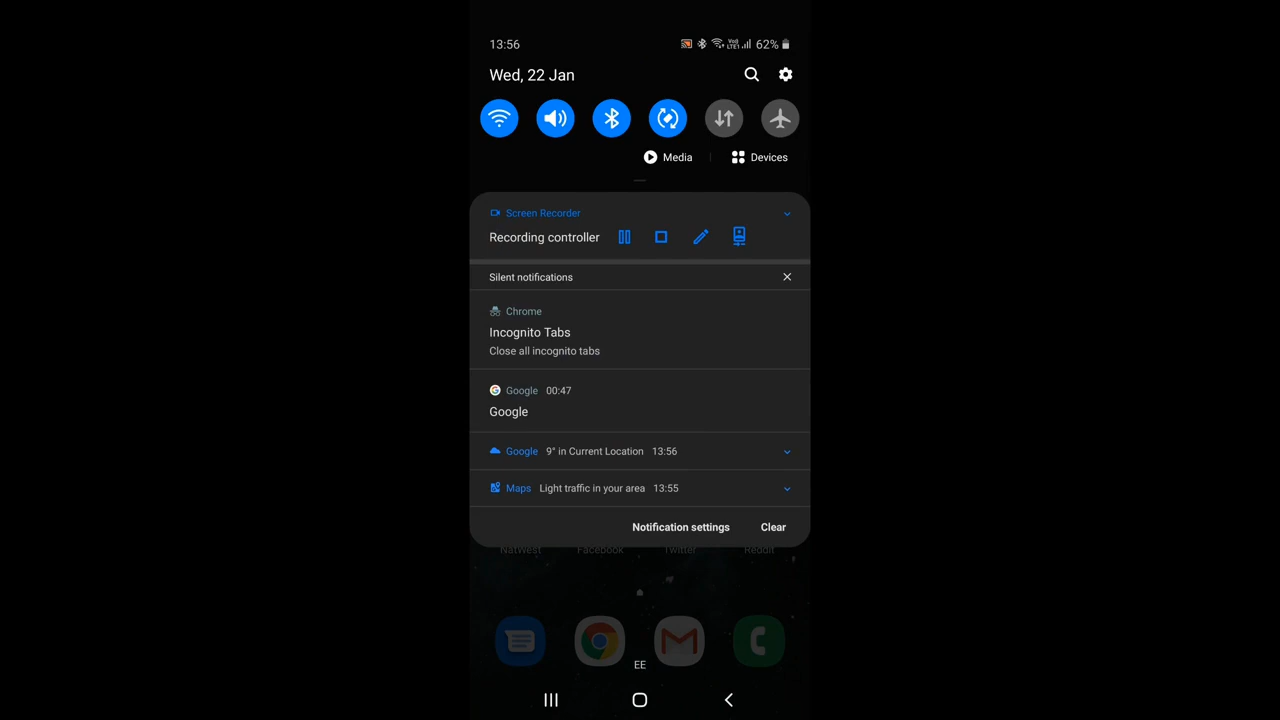 13:56 62%
Wed, 22 Jan
Media Devices
Screen Recorder
Recording controller
Silent notifications
Chrome
Incognito Tabs
Close all incognito tabs
Google 00:47
Google
Google 9° in Current Location 13:56
Maps Light traffic in your area 13:55
Notification settings Clear
NatWest Facebook Twitter Reddit
EE